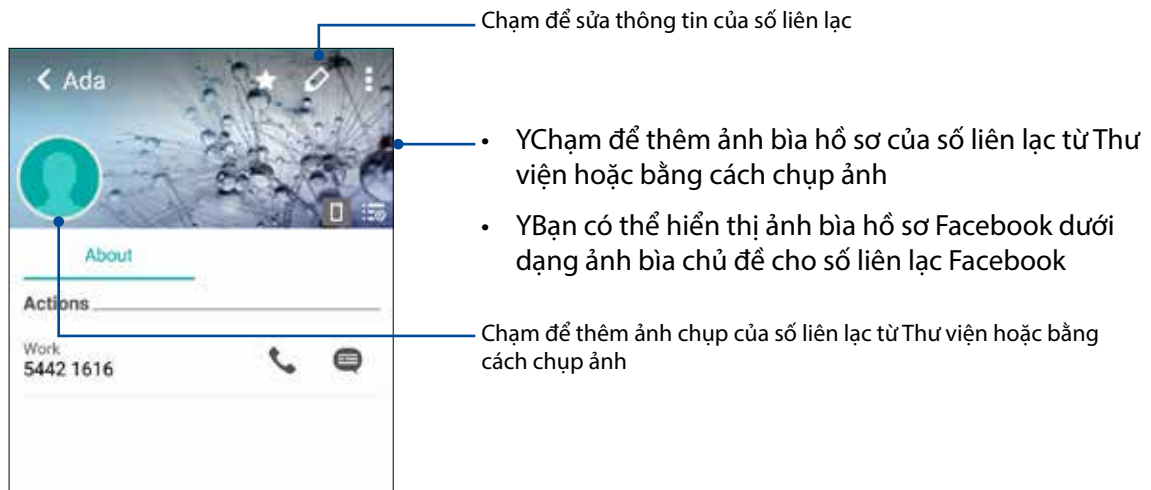 Chạm để sửa thông tin của số liên lạc
Ada
• YChạm để thêm ảnh bìa hồ sơ của số liên lạc từ Thư
viện hoặc bằng cách chụp ảnh
• YBạn có thể hiển thị ảnh bìa hồ sơ Facebook dưới
dạng ảnh bìa chủ đề cho số liên lạc Facebook
About
Actions
Chạm để thêm ảnh chụp của số liên lạc từ Thư viện hoặc bằng
cách chụp ảnh
Work
5442 1616